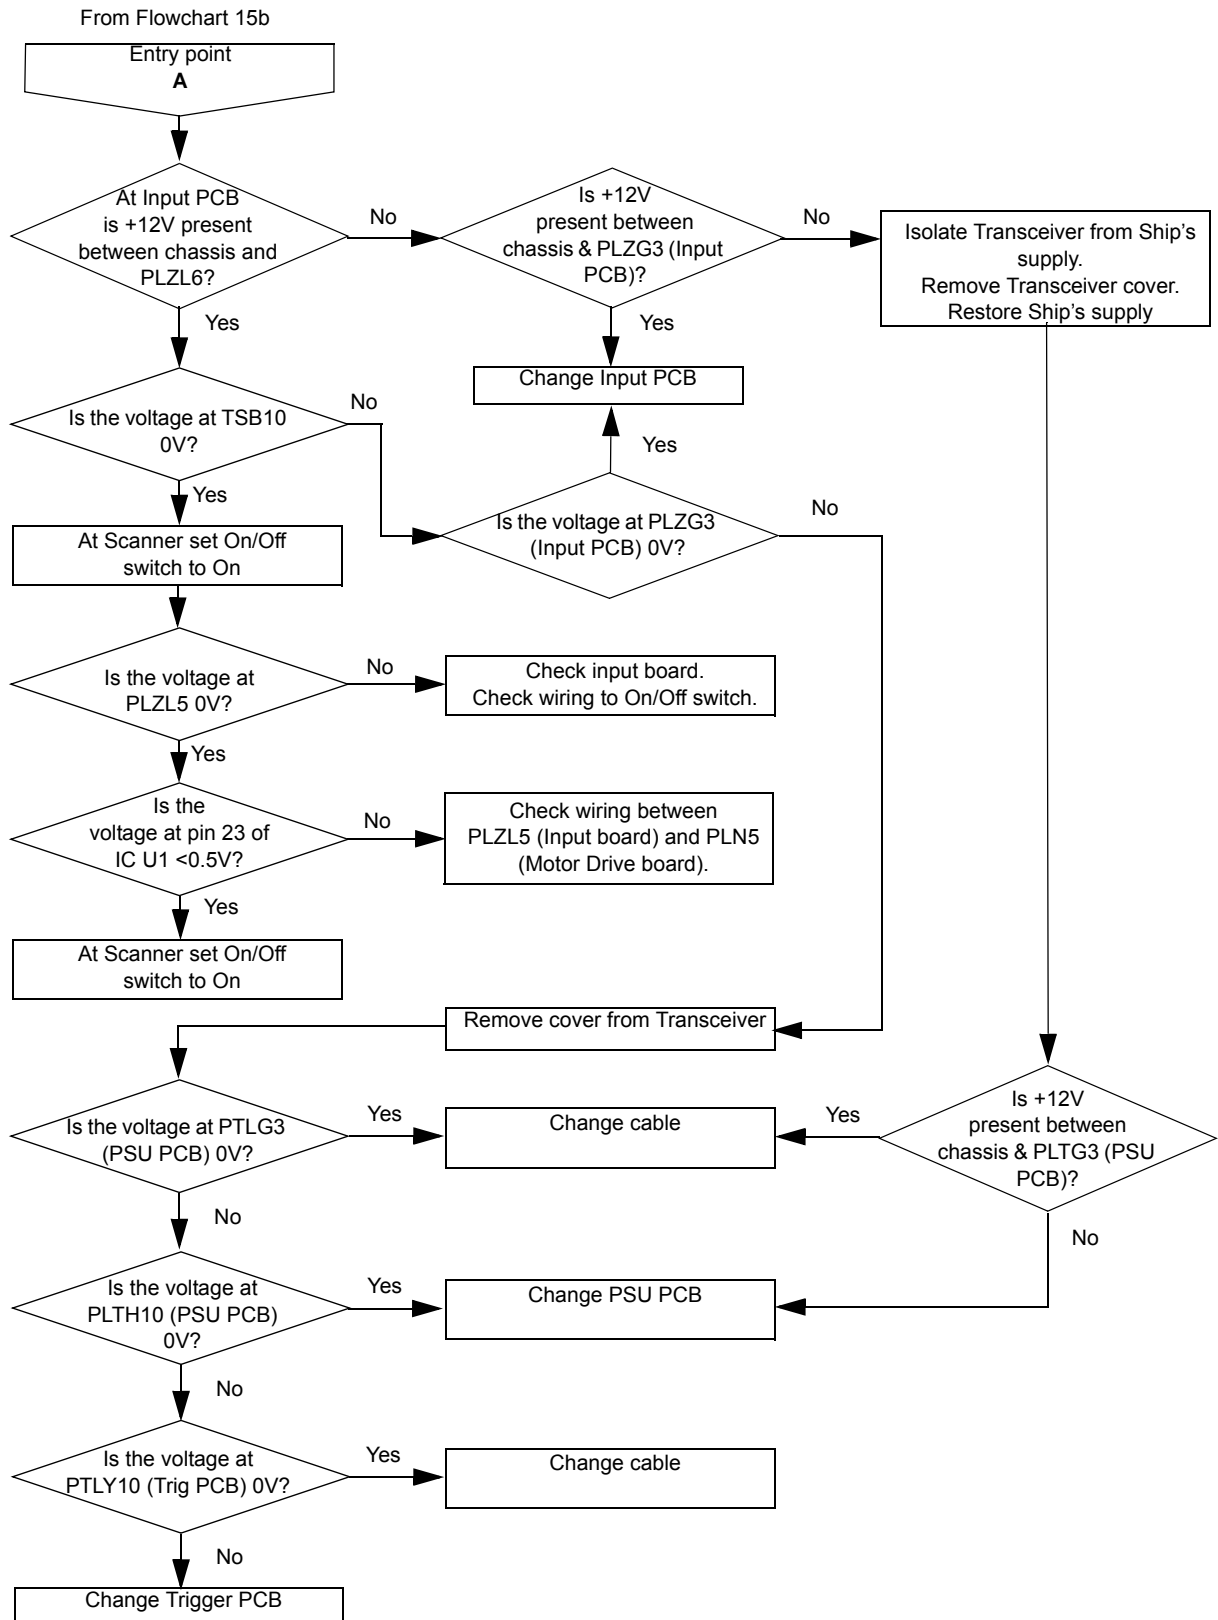 From Flowchart 15b
Entry point
A
At Input PCB
is +12V present
between chassis and
PLZL6?
No
Is +12V
present between
chassis & PLZG3 (Input
PCB)?
No
Isolate Transceiver from Ship's
supply.
Remove Transceiver cover.
Restore Ship's supply
Yes
Yes
Change Input PCB
Is the voltage at TSB10
0V?
No
Yes
Yes
Is the voltage at PLZG3
(Input PCB) 0V?
No
At Scanner set On/Off
switch to On
Is the voltage at
PLZL5 0V?
No
Check input board.
Check wiring to On/Off switch.
Yes
Is the
voltage at pin 23 of
IC U1 <0.5V?
No
Check wiring between
PLZL5 (Input board) and PLN5
(Motor Drive board).
Yes
At Scanner set On/Off
switch to On
Remove cover from Transceiver
Is the voltage at PTLG3
(PSU PCB) 0V?
Yes
Change cable
Yes
Is +12V
present between
chassis & PLTG3 (PSU
PCB)?
No
No
Is the voltage at
PLTH10 (PSU PCB)
0V?
Yes
Change PSU PCB
No
Is the voltage at
PTLY10 (Trig PCB) 0V?
Yes
Change cable
No
Change Trigger PCB